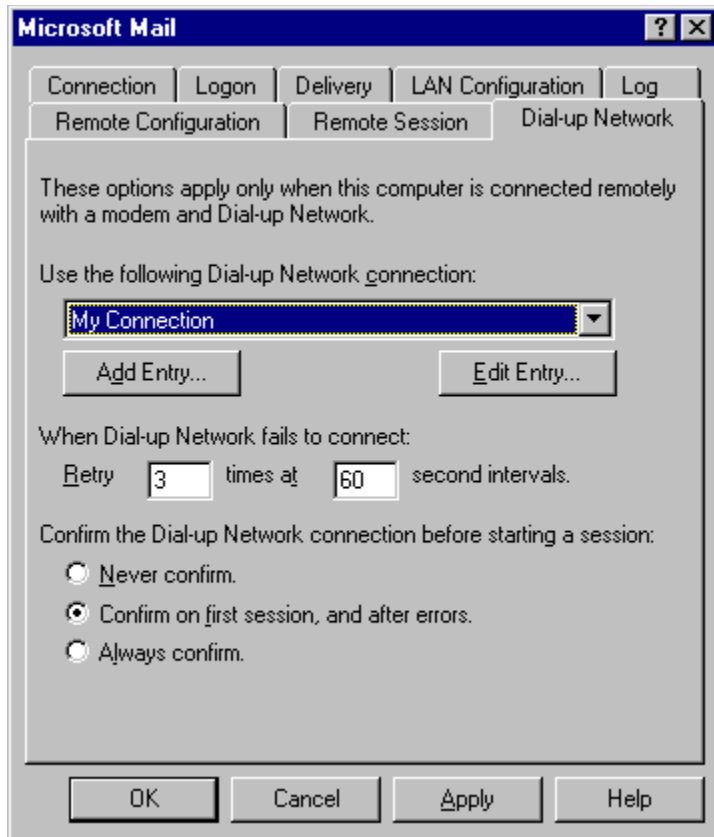 Microsoft Mail
Connection Logon Delivery LAN Configuration Log
Remote Configuration Remote Session Dial-up Network
These options apply only when this computer is connected remotely
with a modem and Dial-up Network.
Use the following Dial-up Network connection:
My Connection
Add Entry... Edit Entry...
When Dial-up Network fails to connect:
Retry 3 times at 60 second intervals.
Confirm the Dial-up Network connection before starting a session:
Never confirm.
Confirm on first session, and after errors.
Always confirm.
OK Cancel Apply Help